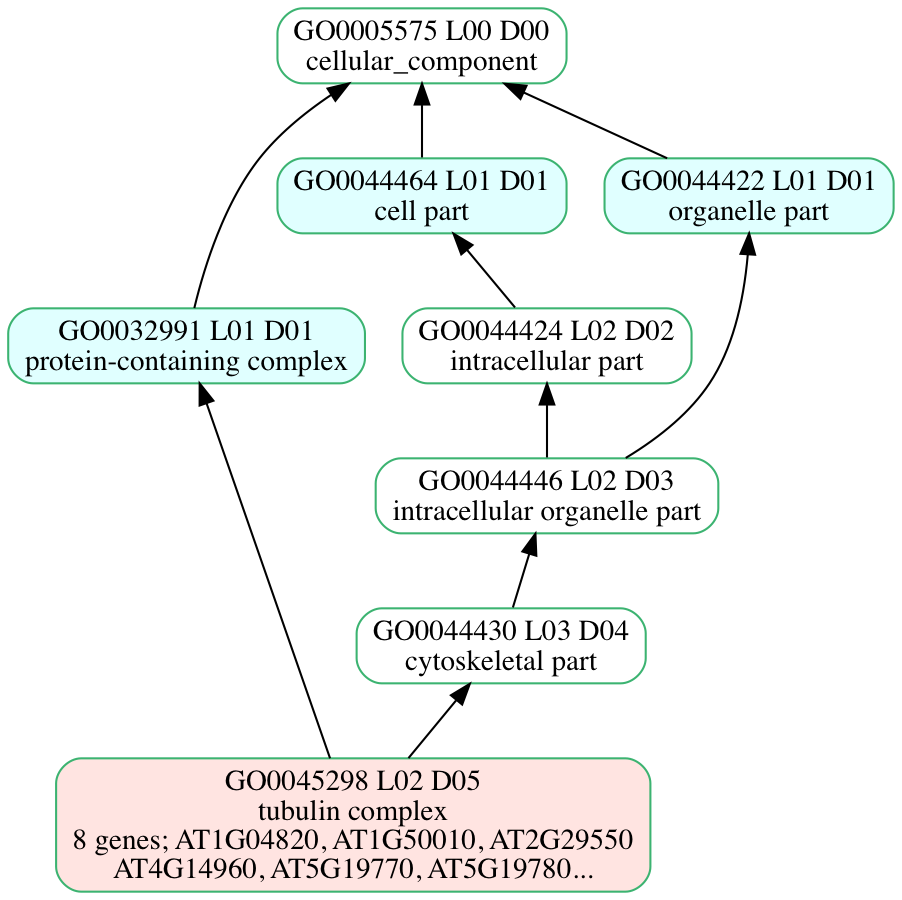 GO0005575 L00 D00
cellular_component
GO0044464 L01 D01
cell part
GO0044422 L01 D01
organelle part
GO0032991 L01 D01
protein-containing complex
GO0044424 L02 D02
intracellular part
GO0044446 L02 D03
intracellular organelle part
GO0044430 L03 D04
cytoskeletal part
GO0045298 L02 D05
tubulin complex
8 genes; AT1G04820, AT1G50010, AT2G29550
AT4G14960, AT5G19770, AT5G19780...